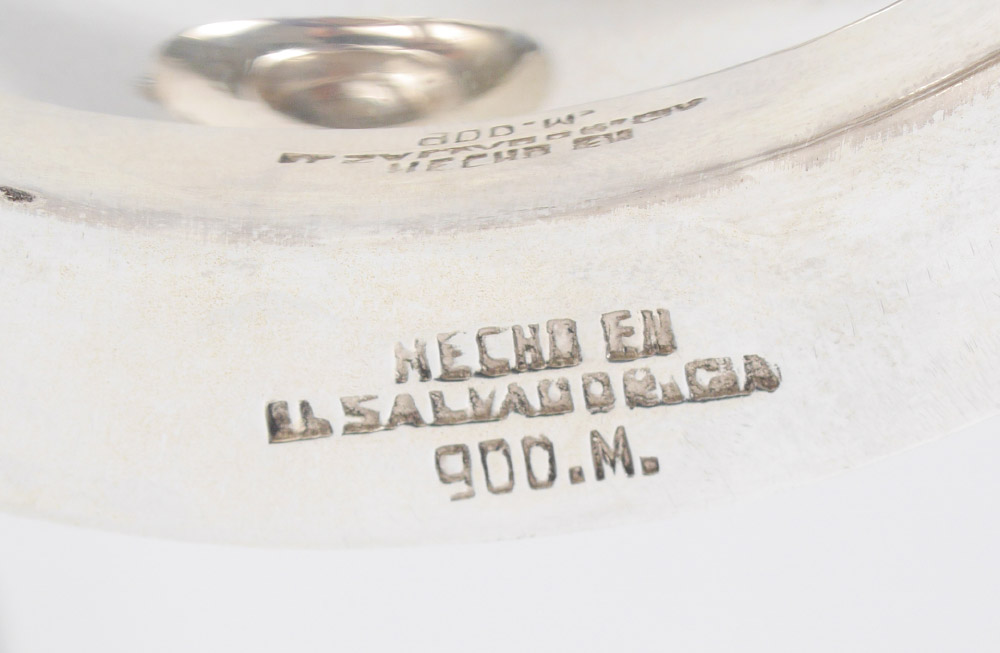 HECHO EN
EL SALVADOR. CA
900.M.